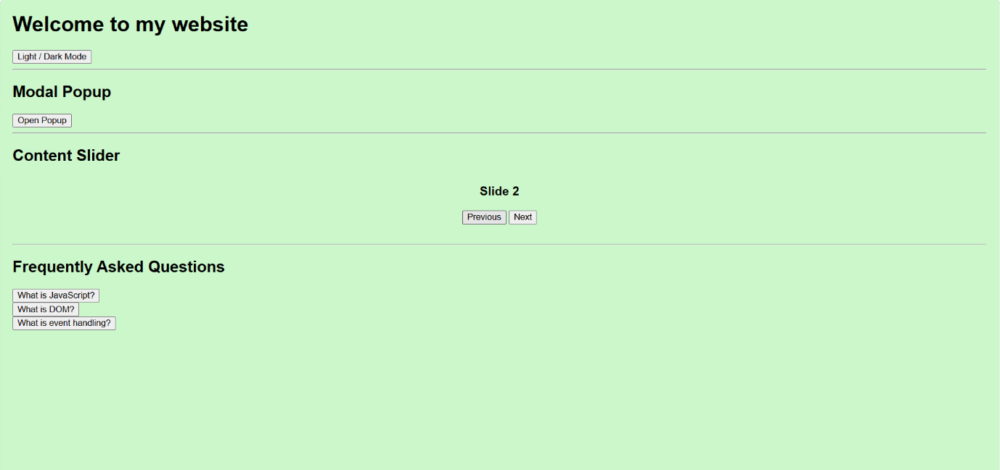 Welcome to my website
Light / Dark Mode
Modal Popup
Open Popup
Content Slider
Slide 2
Previous Next
Frequently Asked Questions
What is JavaScript?
What is DOM?
What is event handling?